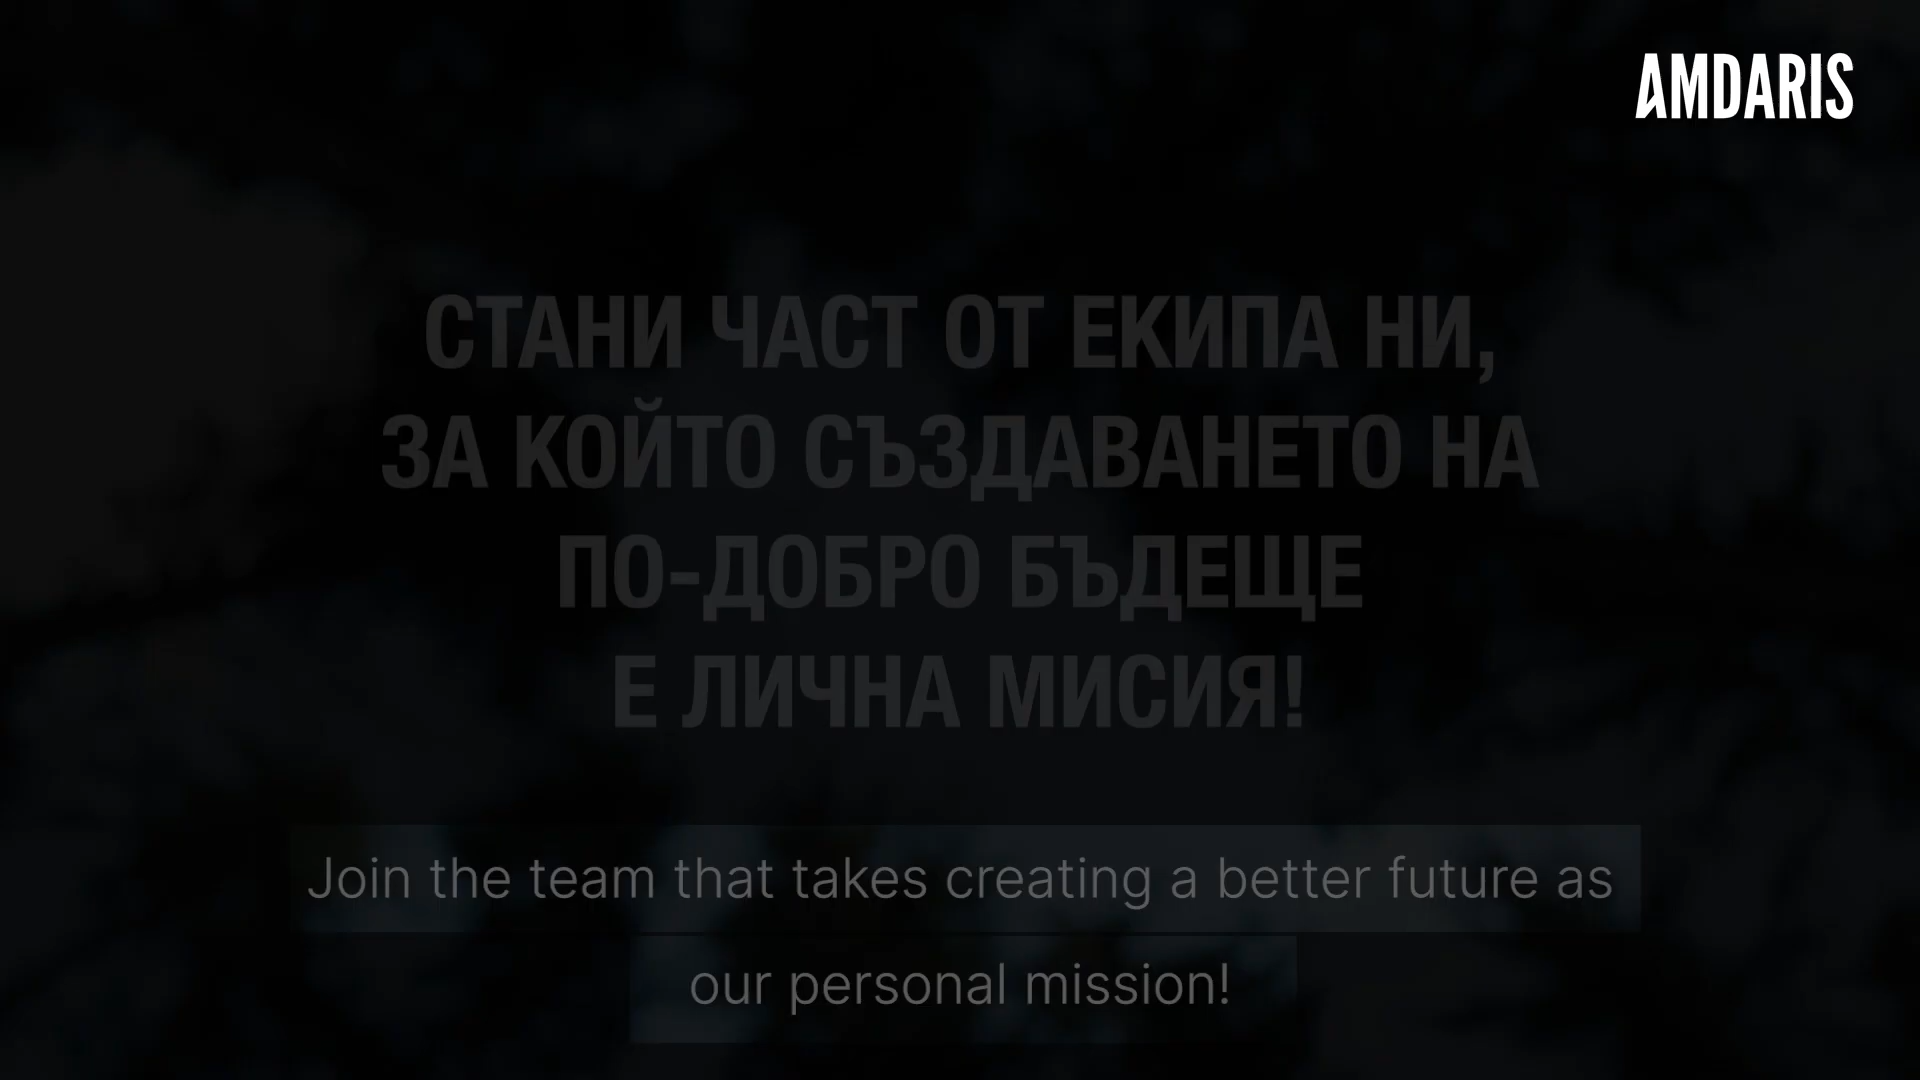 AMDARIS
СТАНИ ЧАСТ ОТ ЕКИПА НИ,
ЗА КОЙТО СЪЗДАВАНЕТО НА
ПО-ДОБРО БЪДЕЩЕ
Е ЛИЧНА МИСИЯ!
Join the team that takes creating a better future as
our personal mission!